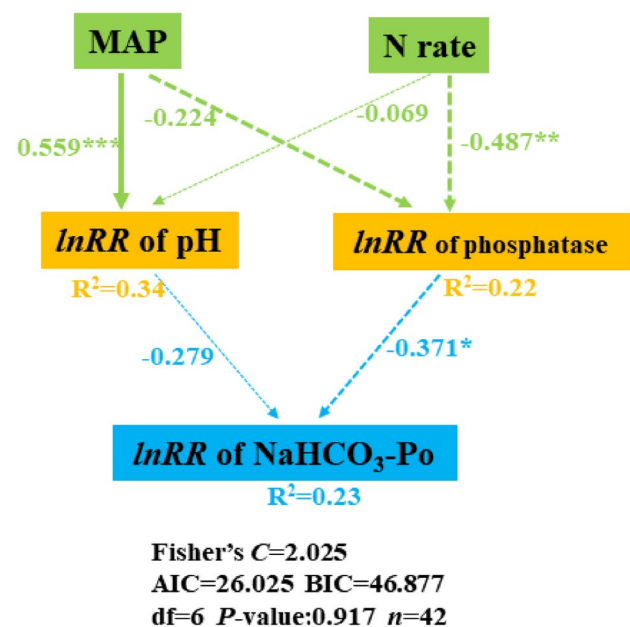 MAP
N rate
0.559***
-0.224
-0.069
-0.487**
lnRR of pH
lnRR of phosphatase
R²=0.34
R²=0.22
-0.279
-0.371*
lnRR of NaHCO₃-Po
R²=0.23
Fisher’s C=2.025
AIC=26.025 BIC=46.877
df=6 P-value:0.917 n=42